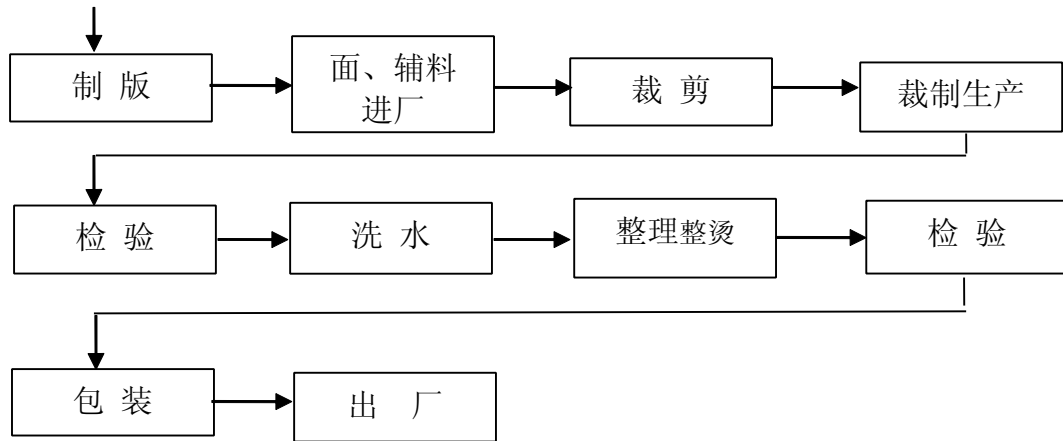 制 版
面、辅料
进厂
裁 剪
裁制生产
检 验
洗 水
整理整烫
检 验
包 装
出 厂